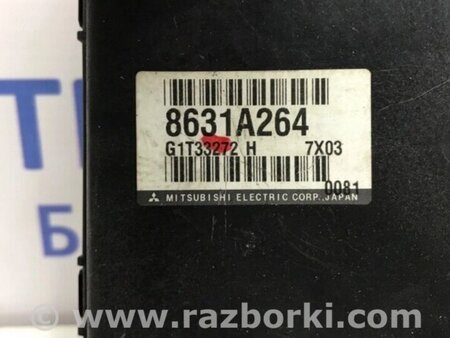 8631A264
G1T33272 H 7X03
0081
MITSUBISHI ELECTRIC CORP.,JAPAN
www.razborki.com